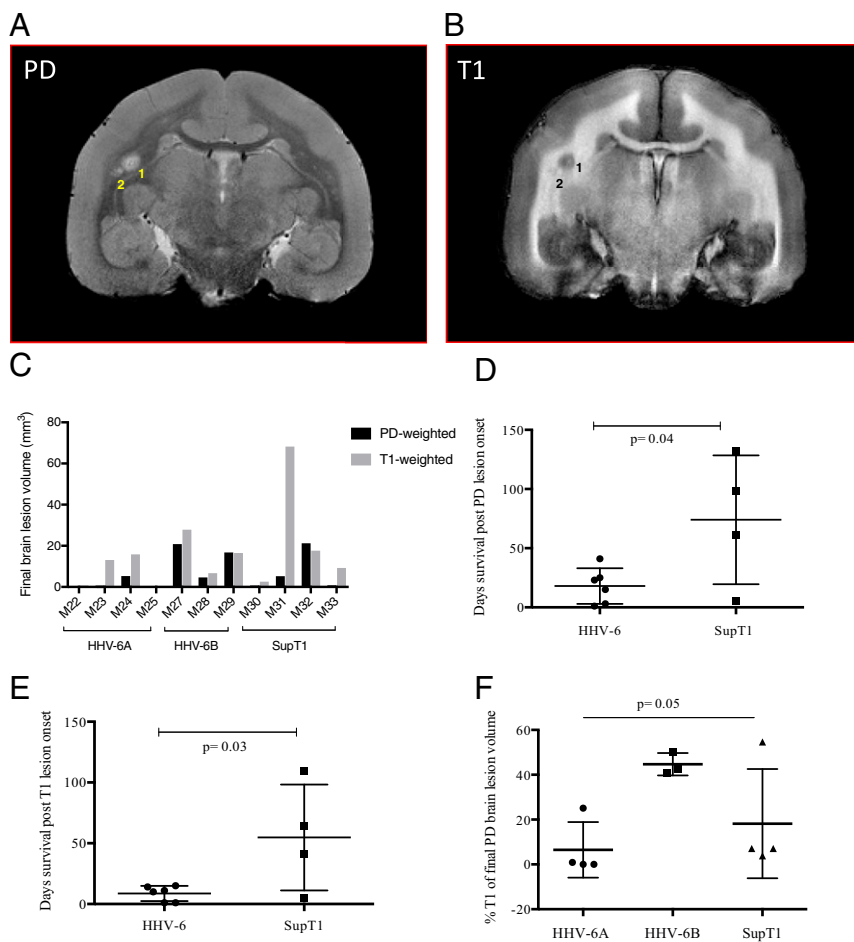 A
B
PD
1
2
T1
1
2
C
80
60
40
20
0
Final brain lesion volume (mm³)
PD-weighted
T1-weighted
M22
M23
M24
M25
M27
M28
M29
M30
M31
M32
M33
HHV-6A
HHV-6B
SupT1
D
150
100
50
0
Days survival post PD lesion onset
p= 0.04
HHV-6
SupT1
E
150
100
50
0
Days survival post T1 lesion onset
p= 0.03
HHV-6
SupT1
F
60
40
20
0
-20
% T1 of final PD brain lesion volume
p= 0.05
HHV-6A
HHV-6B
SupT1